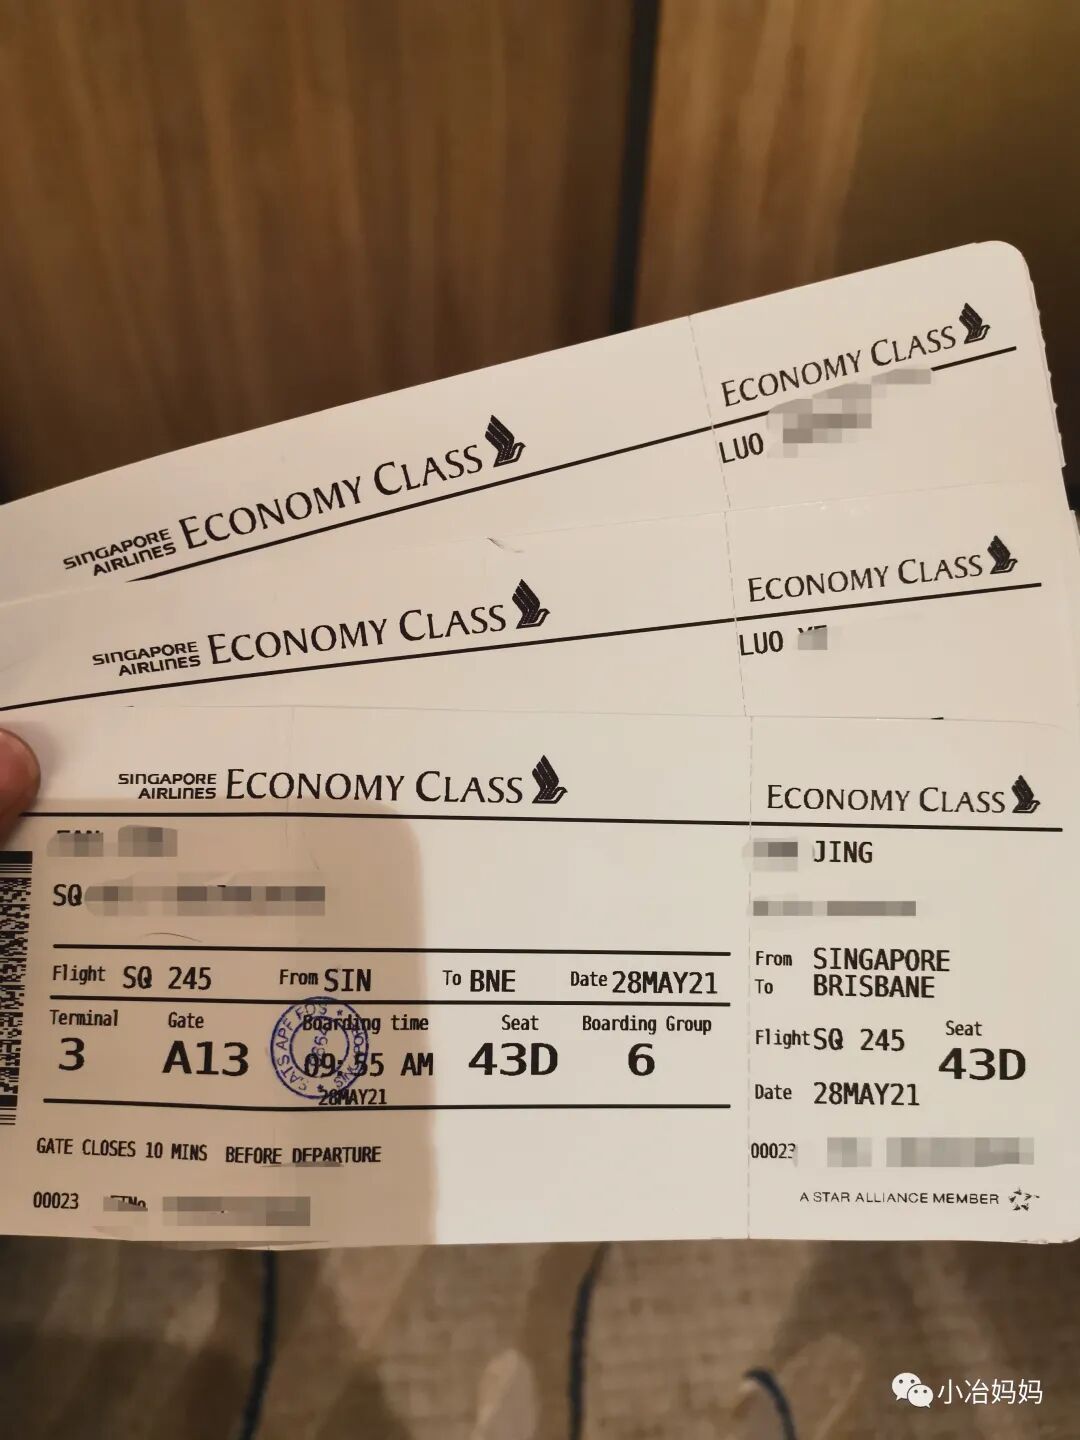 ECONOMY CLASS
SINGAPORE AIRLINES ECONOMY CLASS
LUO
ECONOMY CLASS
SINGAPORE AIRLINES ECONOMY CLASS
LUO
SINGAPORE AIRLINES ECONOMY CLASS
ECONOMY CLASS
JING
SQ
From SINGAPORE
To BRISBANE
Flight SQ 245 From SIN To BNE Date 28MAY21
Terminal Gate Boarding time Seat Boarding Group
3 A13 09:55 AM 43D 6
28MAY21
Flight SQ 245 Seat 43D
Date 28MAY21
GATE CLOSES 10 MINS BEFORE DEPARTURE
00023
00023
A STAR ALLIANCE MEMBER
小冶妈妈